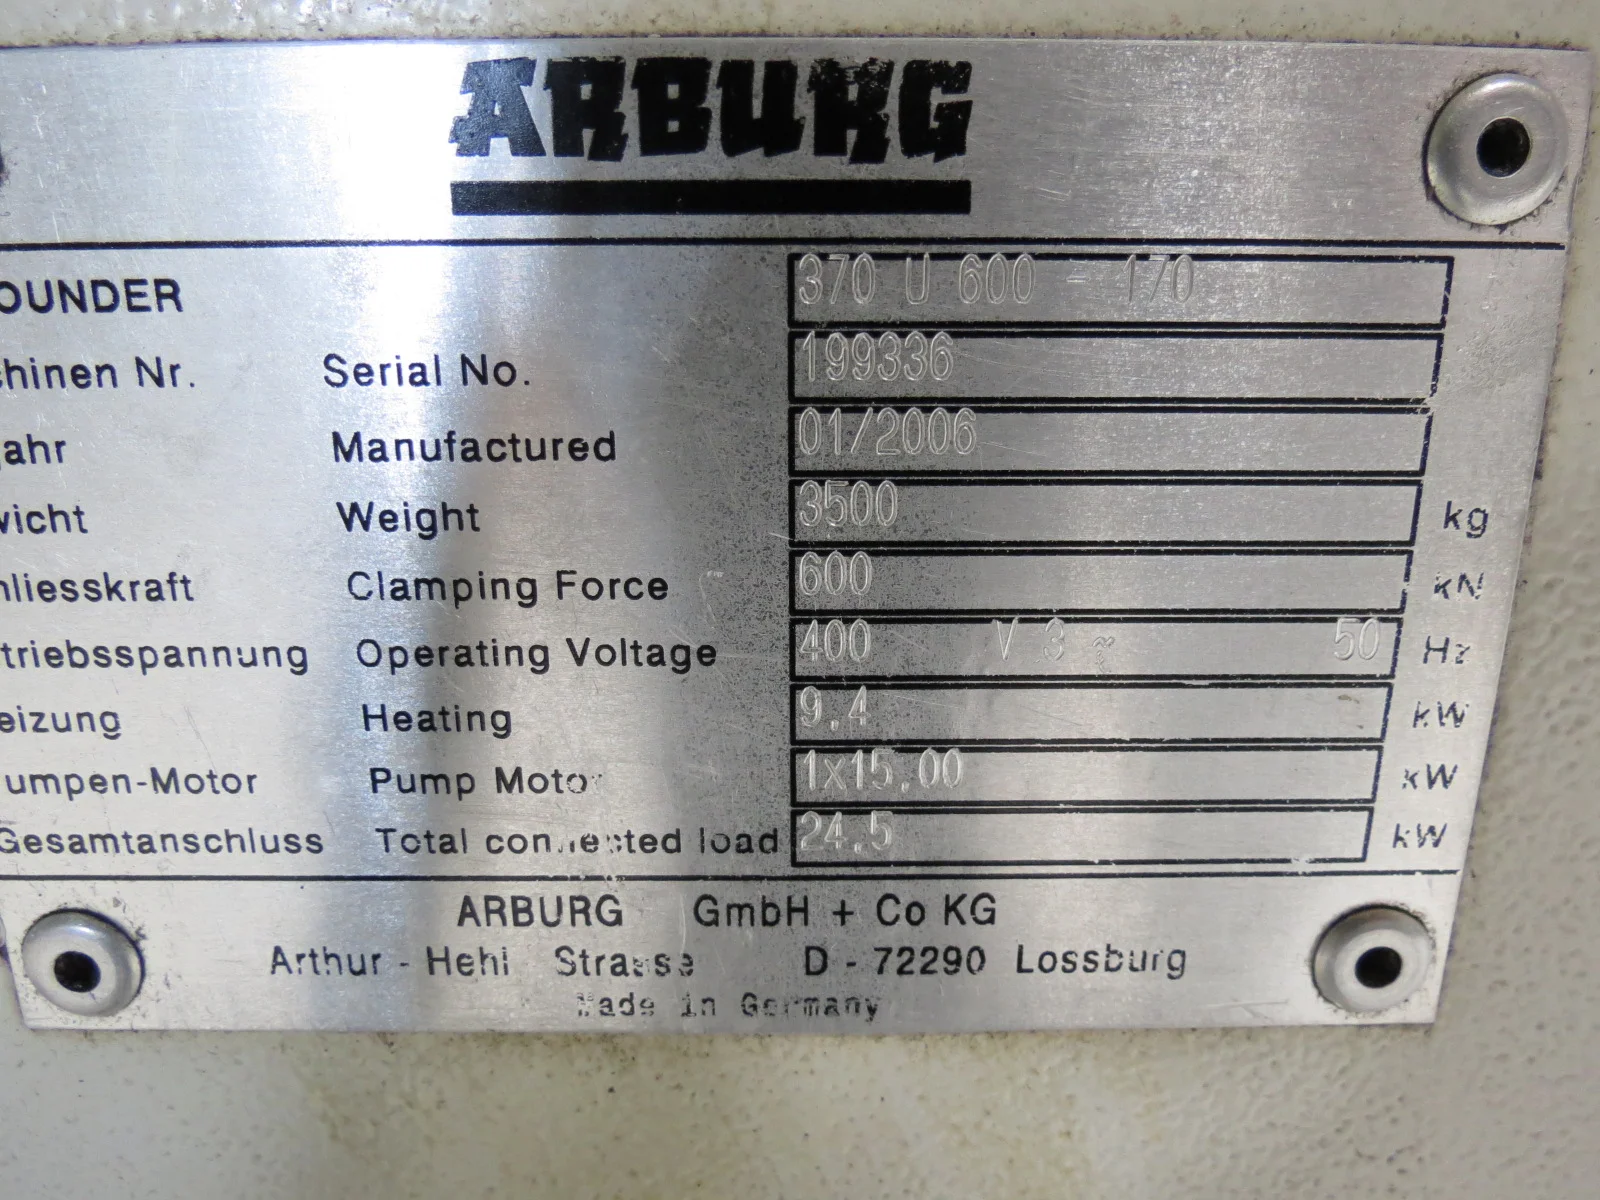 ARBURG
OUNDER 370 U 600 - 170
chinen Nr. Serial No. 199336
jahr Manufactured 01/2006
wicht Weight 3500 kg
hliesskraft Clamping Force 600 kN
triebsspannung Operating Voltage 400 V 3 ~ 50 Hz
eizung Heating 9.4 kW
umpen-Motor Pump Motor 1x15.00 kW
Gesamtanschluss Total connected load 24.5 kW
ARBURG GmbH + Co KG
Arthur - Hehl Strasse D - 72290 Lossburg
Made in Germany